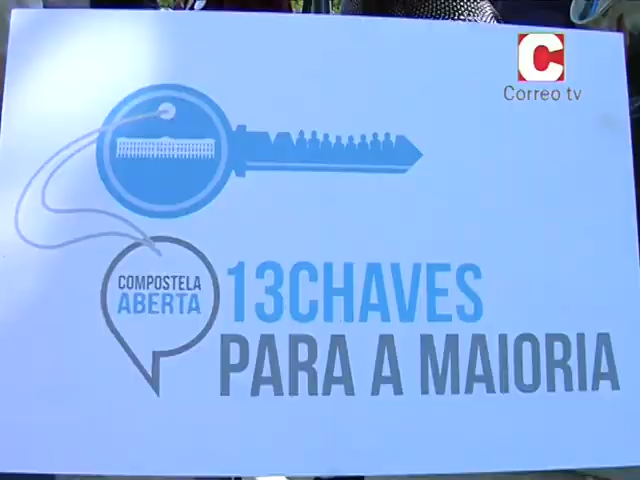 C
Correo tv
COMPOSTELA
ABERTA
13CHAVES
PARA A MAIORIA